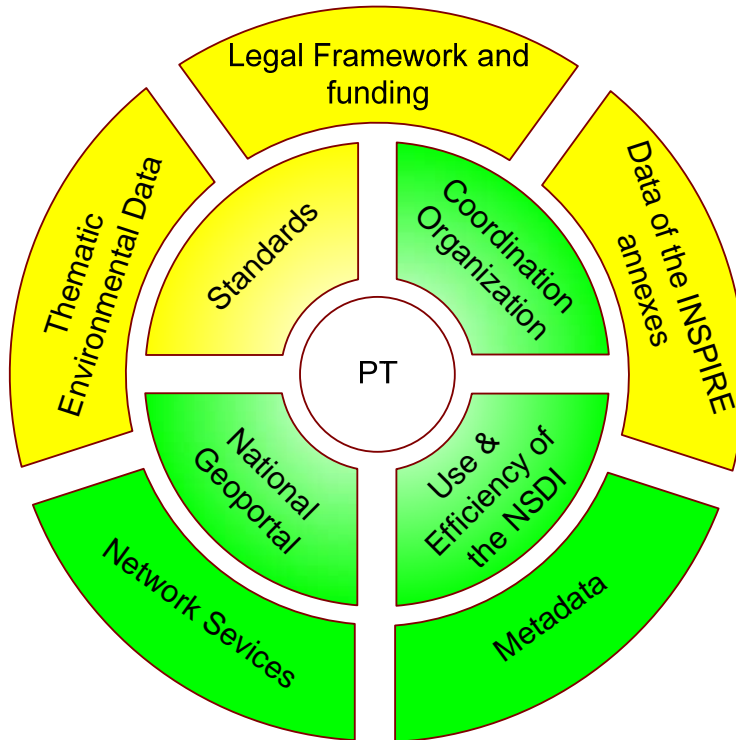 Legal Framework and
funding
Thematic
Environmental Data
Data of the INSPIRE
annexes
Standards
Coordination
Organization
PT
National
Geoportal
Use &
Efficiency of
the NSDI
Network Sevices
Metadata